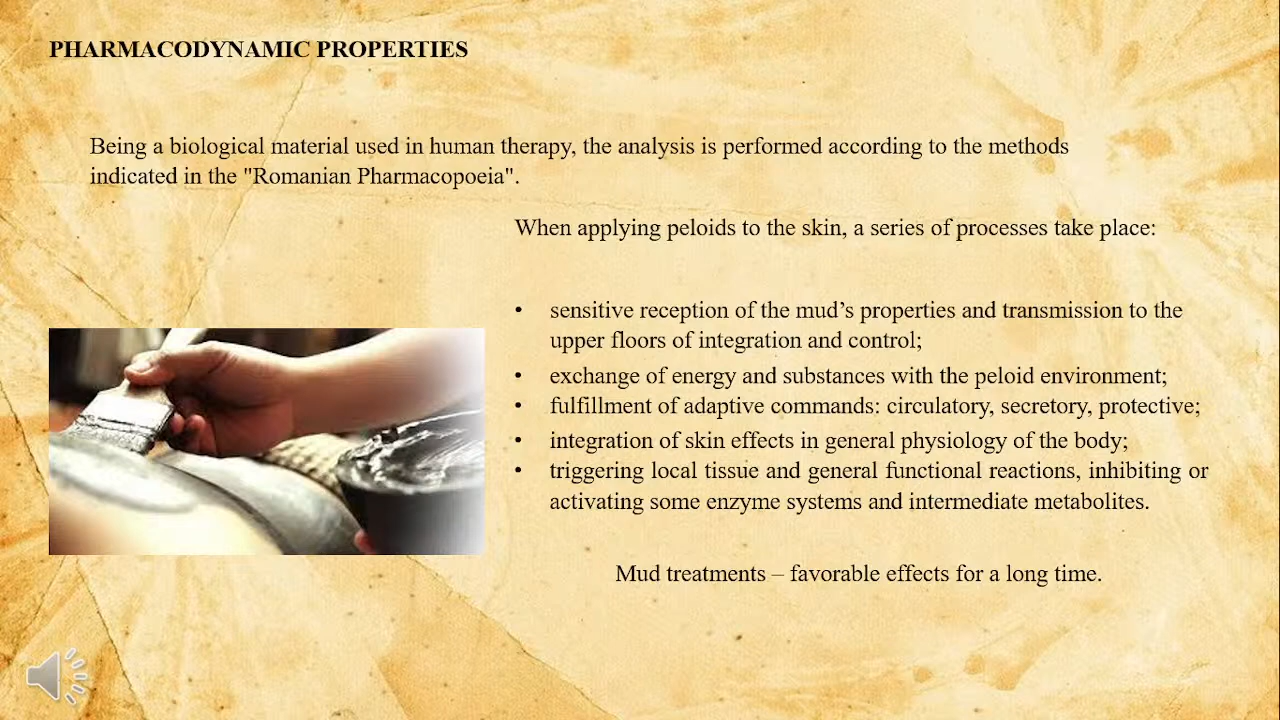 PHARMACODYNAMIC PROPERTIES
Being a biological material used in human therapy, the analysis is performed according to the methods
indicated in the "Romanian Pharmacopoeia".
When applying peloids to the skin, a series of processes take place:
• sensitive reception of the mud’s properties and transmission to the
upper floors of integration and control;
• exchange of energy and substances with the peloid environment;
• fulfillment of adaptive commands: circulatory, secretory, protective;
• integration of skin effects in general physiology of the body;
• triggering local tissue and general functional reactions, inhibiting or
activating some enzyme systems and intermediate metabolites.
Mud treatments – favorable effects for a long time.